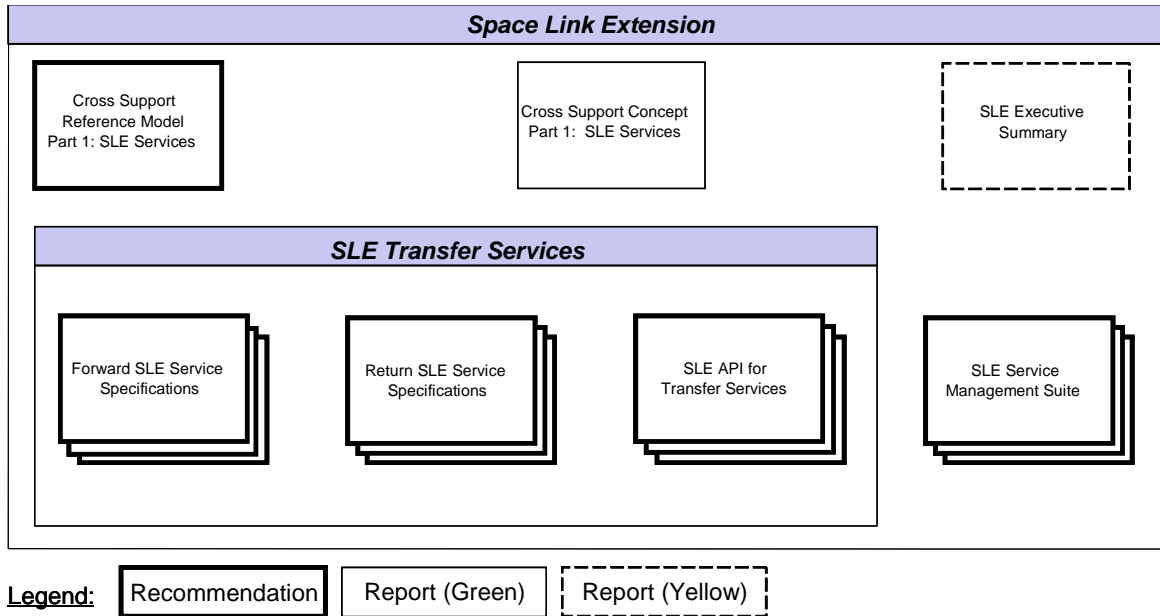 Space Link Extension
Cross Support
Reference Model
Part 1: SLE Services
Cross Support Concept
Part 1: SLE Services
SLE Executive
Summary
SLE Transfer Services
Forward SLE Service
Specifications
Return SLE Service
Specifications
SLE API for
Transfer Services
SLE Service
Management Suite
Legend:
Recommendation
Report (Green)
Report (Yellow)